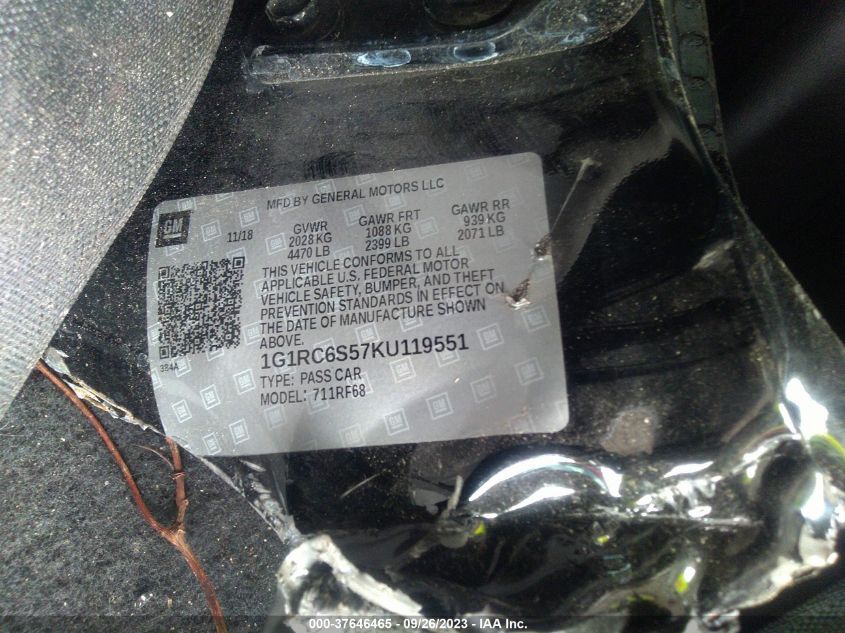 MFD BY GENERAL MOTORS LLC
GM
11/18
GVWR GAWR FRT GAWR RR
2028 KG 1088 KG 939 KG
4470 LB 2399 LB 2071 LB
THIS VEHICLE CONFORMS TO ALL
APPLICABLE U.S. FEDERAL MOTOR
VEHICLE SAFETY, BUMPER, AND THEFT
PREVENTION STANDARDS IN EFFECT ON
THE DATE OF MANUFACTURE SHOWN
ABOVE.
384A
1G1RC6S57KU119551
TYPE: PASS CAR
MODEL: 711RF68
000-37646465 - 09/26/2023 - IAA Inc.